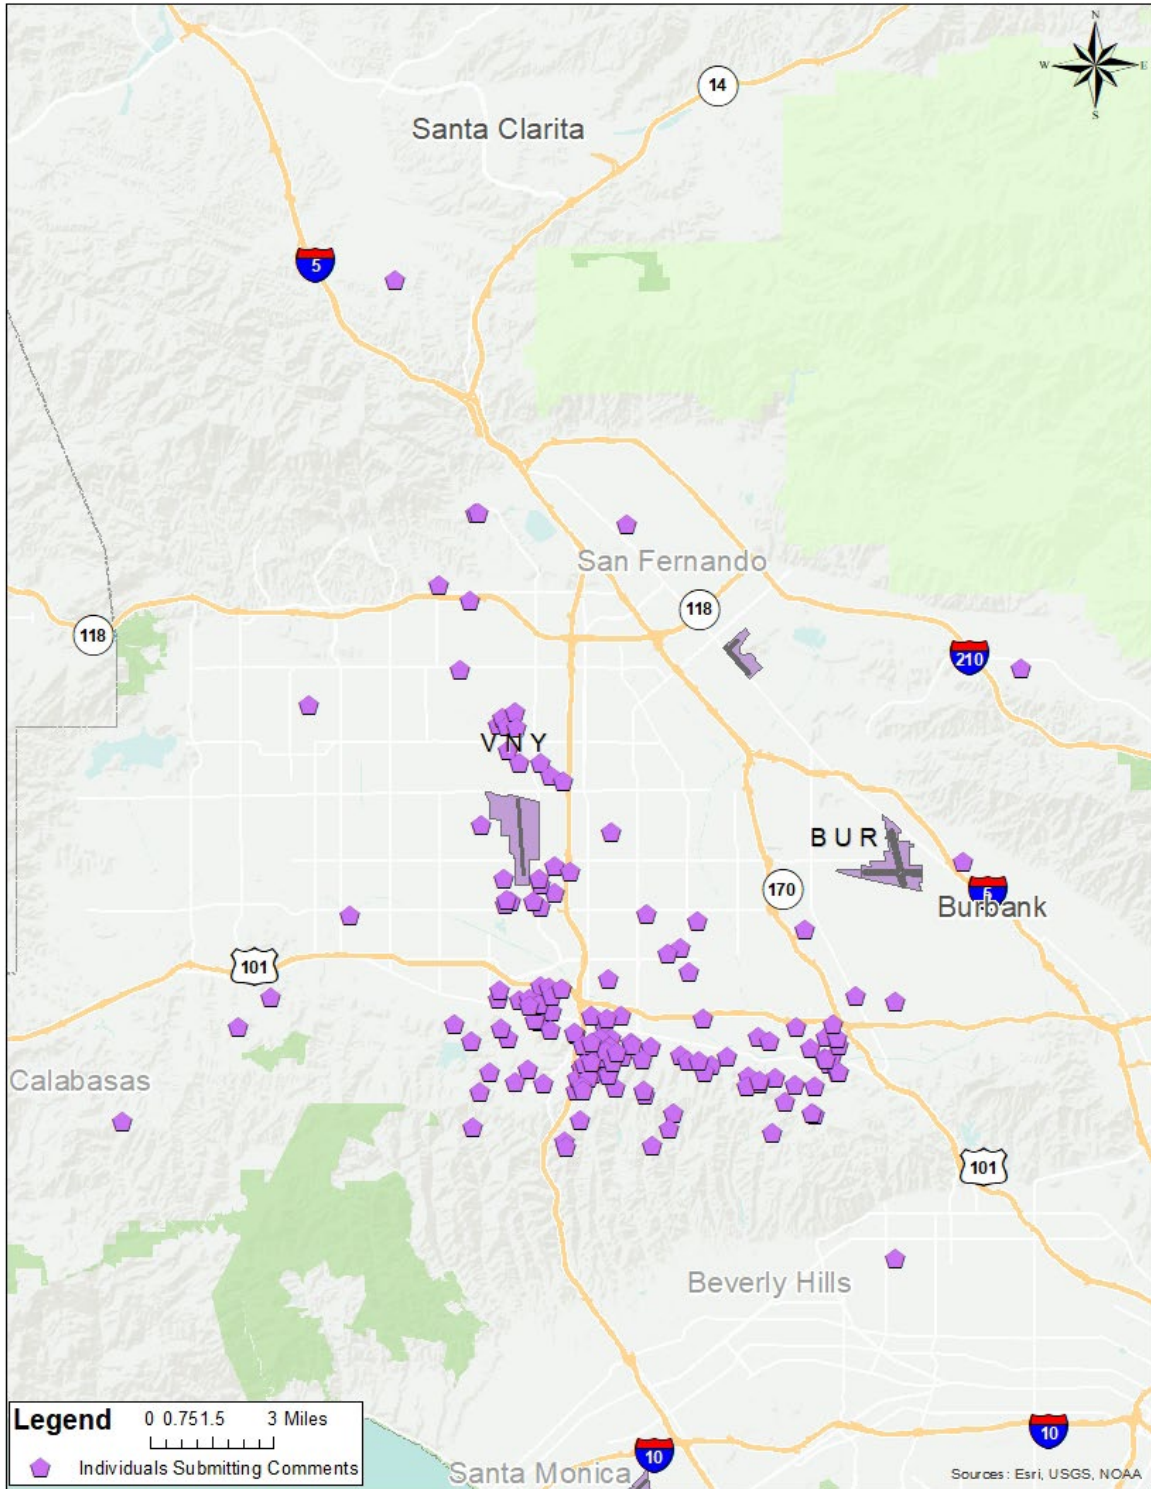 N
W E
S
14
Santa Clarita
5
San Fernando
118
118
210
VNY
BUR
170
5
Burbank
101
Calabasas
101
Beverly Hills
Legend
0 0.75 1.5 3 Miles
Individuals Submitting Comments
10
10
Santa Monica
Sources: Esri, USGS, NOAA